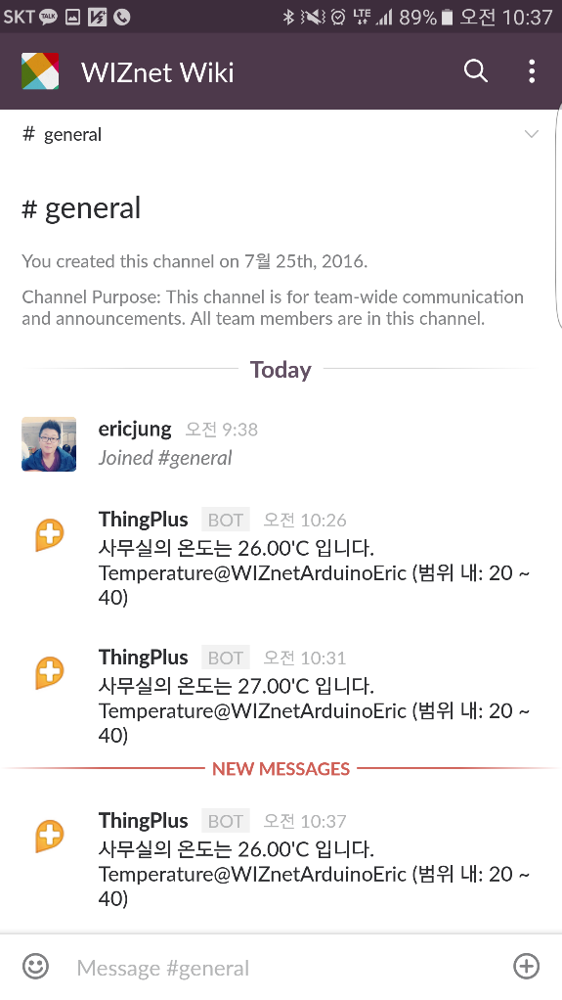 SKT TALK LTE 89% 오전 10:37
WIZnet Wiki
# general
# general
You created this channel on 7월 25th, 2016.
Channel Purpose: This channel is for team-wide communication
and announcements. All team members are in this channel.
Today
ericjung 오전 9:38
Joined #general
ThingPlus BOT 오전 10:26
사무실의 온도는 26.00'C 입니다.
Temperature@WIZnetArduinoEric (범위 내: 20 ~
40)
ThingPlus BOT 오전 10:31
사무실의 온도는 27.00'C 입니다.
Temperature@WIZnetArduinoEric (범위 내: 20 ~
40)
NEW MESSAGES
ThingPlus BOT 오전 10:37
사무실의 온도는 26.00'C 입니다.
Temperature@WIZnetArduinoEric (범위 내: 20 ~
40)
Message #general